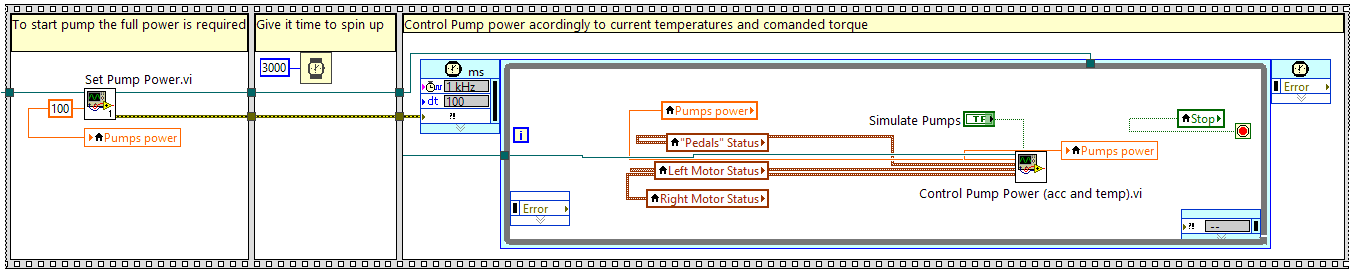 To start pump the full power is required
Give it time to spin up
Control Pump power acordingly to current temperatures and comanded torque
Set Pump Power.vi
100
1
Pumps power
3000
ms
1 kHz
dt 100
?!
i
Error
Pumps power
"Pedals" Status
Left Motor Status
Right Motor Status
Simulate Pumps
TF
Pumps power
Control Pump Power (acc and temp).vi
Stop
?! --
Error